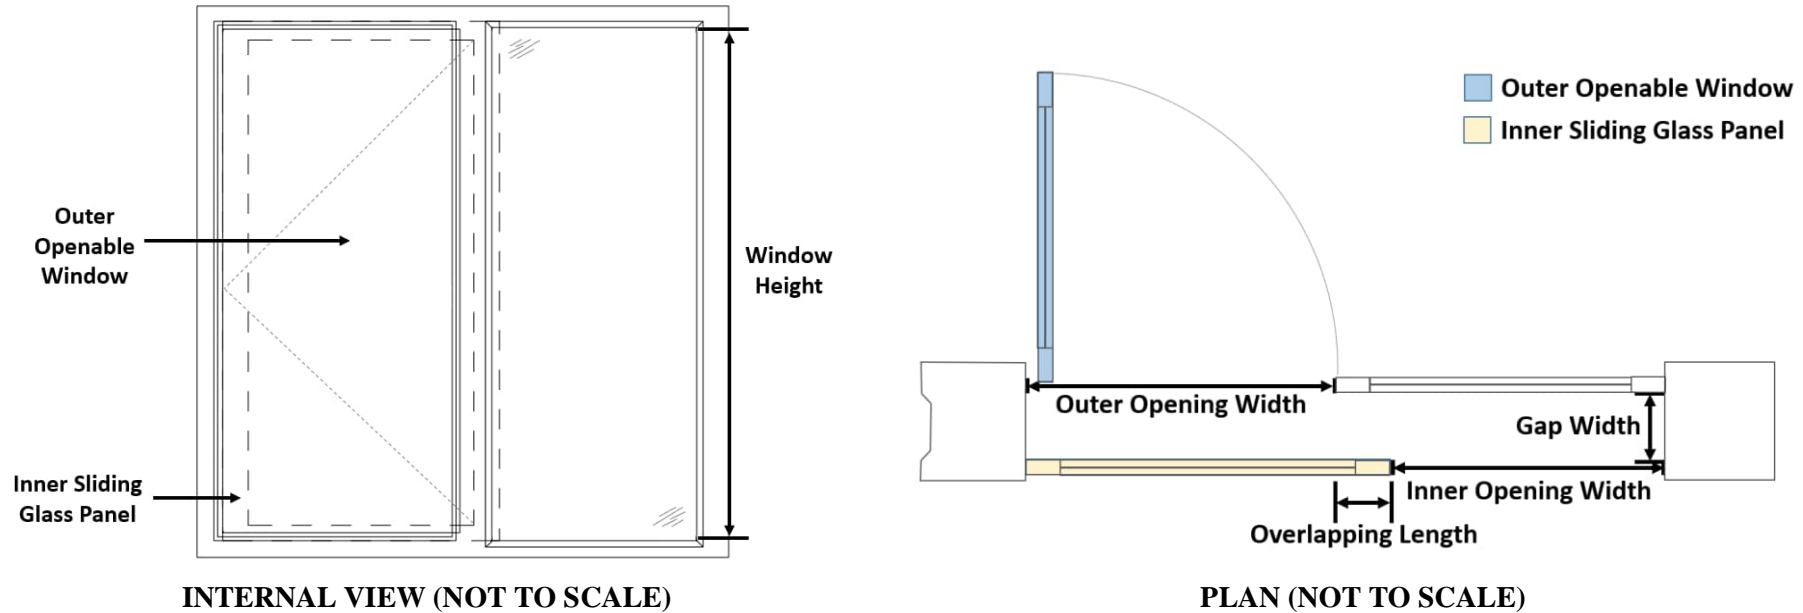 Outer
Openable
Window
Inner Sliding
Glass Panel
Window
Height
INTERNAL VIEW (NOT TO SCALE)
Outer Openable Window
Inner Sliding Glass Panel
Outer Opening Width
Gap Width
Inner Opening Width
Overlapping Length
PLAN (NOT TO SCALE)